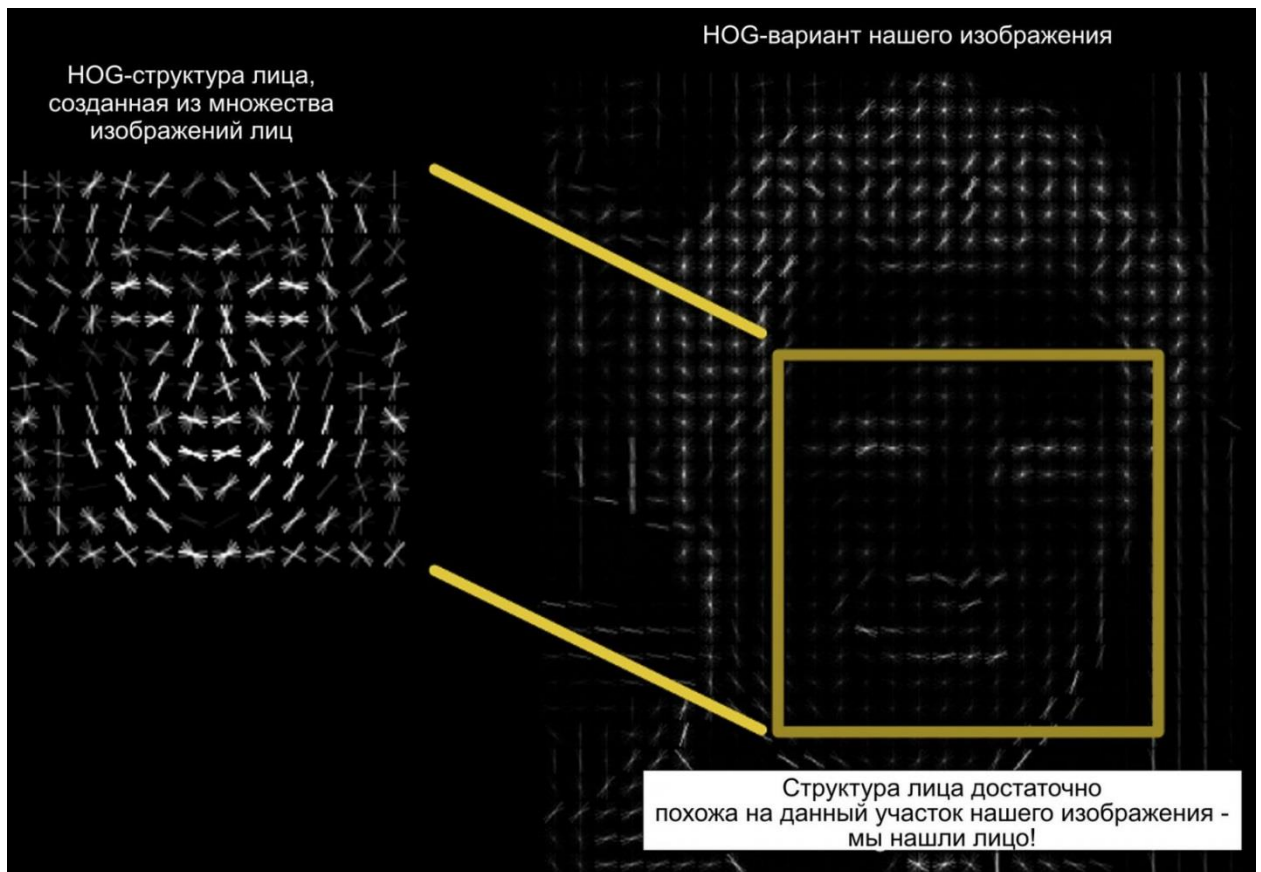 HOG-вариант нашего изображения
HOG-структура лица,
созданная из множества
изображений лиц
Структура лица достаточно
похожа на данный участок нашего изображения -
мы нашли лицо!